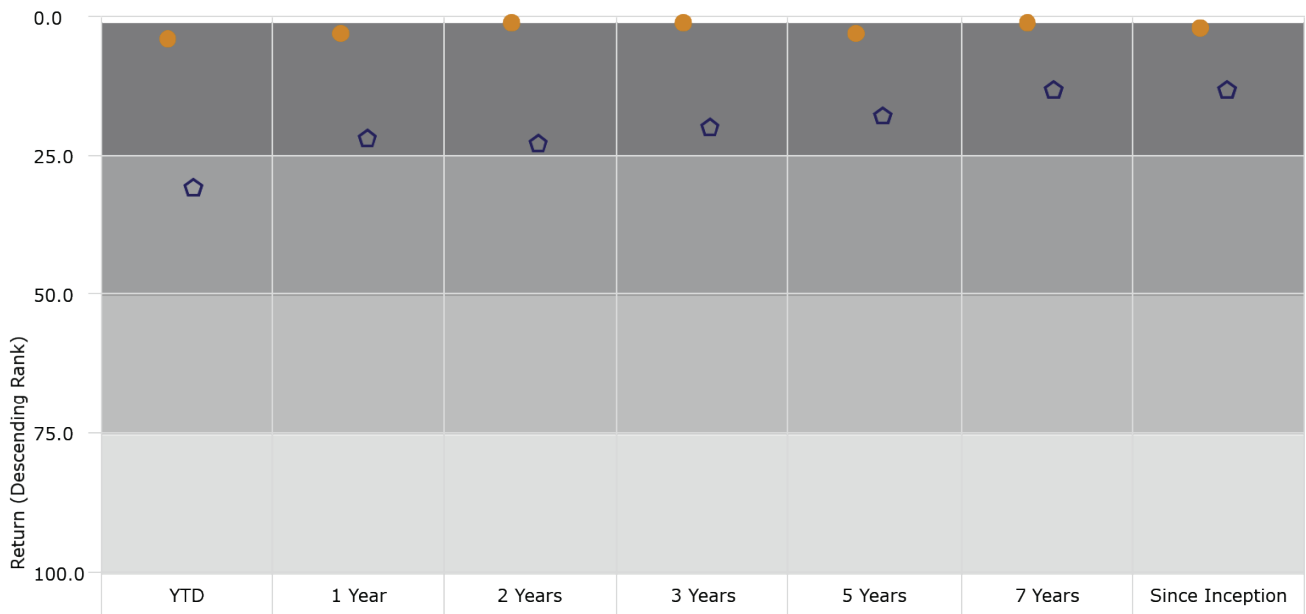 0.0
25.0
50.0
75.0
100.0
Return (Descending Rank)
YTD
1 Year
2 Years
3 Years
5 Years
7 Years
Since Inception